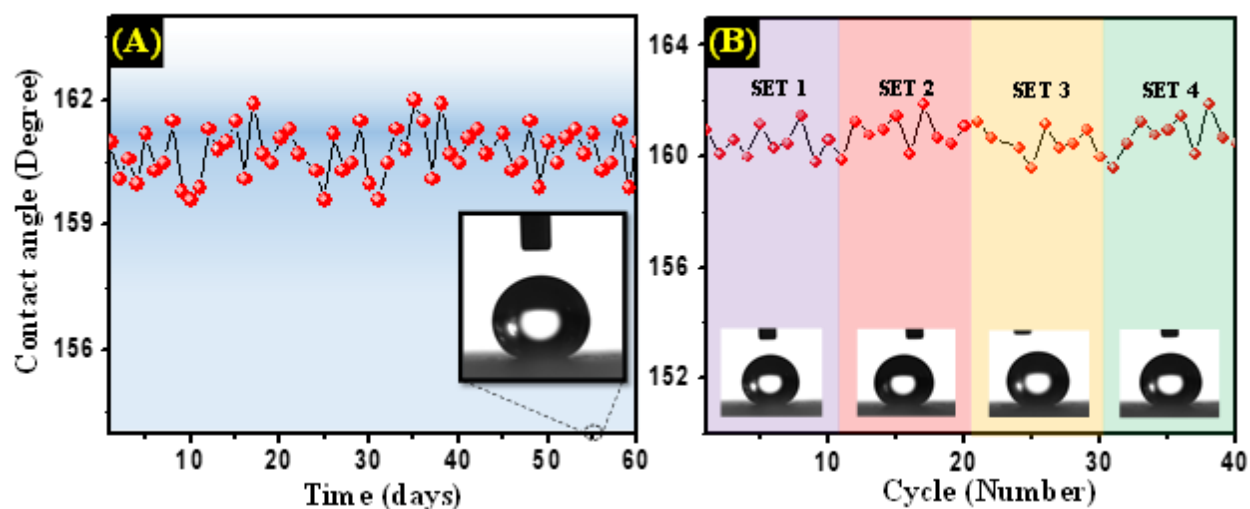 (A)
Contact angle (Degree)
162
159
156
10 20 30 40 50 60
Time (days)
(B)
164
160
156
152
SET 1 SET 2 SET 3 SET 4
10 20 30 40
Cycle (Number)